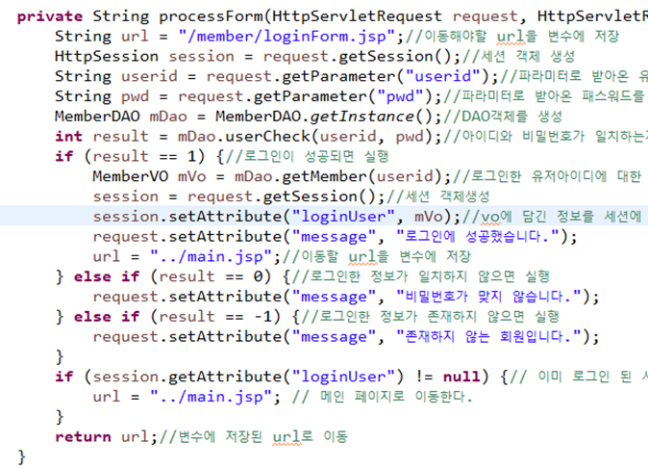 private String processForm(HttpServletRequest request, HttpServletR
String url = "/member/loginForm.jsp";//이동해야할 url을 변수에 저장
HttpSession session = request.getSession();//세션 객체 생성
String userid = request.getParameter("userid");//파라미터로 받아온 유
String pwd = request.getParameter("pwd");//파라미터로 받아온 패스워드를
MemberDAO mDao = MemberDAO.getInstance();//DAO객체를 생성
int result = mDao.userCheck(userid, pwd);//아이디와 비밀번호가 일치하는
if (result == 1) {//로그인이 성공되면 실행
MemberVO mVo = mDao.getMember(userid);//로그인한 유저아이디에 대한
session = request.getSession();//세션 객체생성
session.setAttribute("loginUser", mVo);//vo에 담긴 정보를 세션에
request.setAttribute("message", "로그인에 성공했습니다.");
url = "../main.jsp";//이동할 url을 변수에 저장
} else if (result == 0) {//로그인한 정보가 일치하지 않으면 실행
request.setAttribute("message", "비밀번호가 맞지 않습니다.");
} else if (result == -1) {//로그인한 정보가 존재하지 않으면 실행
request.setAttribute("message", "존재하지 않는 회원입니다.");
}
if (session.getAttribute("loginUser") != null) {// 이미 로그인 된 사
url = "../main.jsp"; // 메인 페이지로 이동한다.
}
return url;//변수에 저장된 url로 이동
}